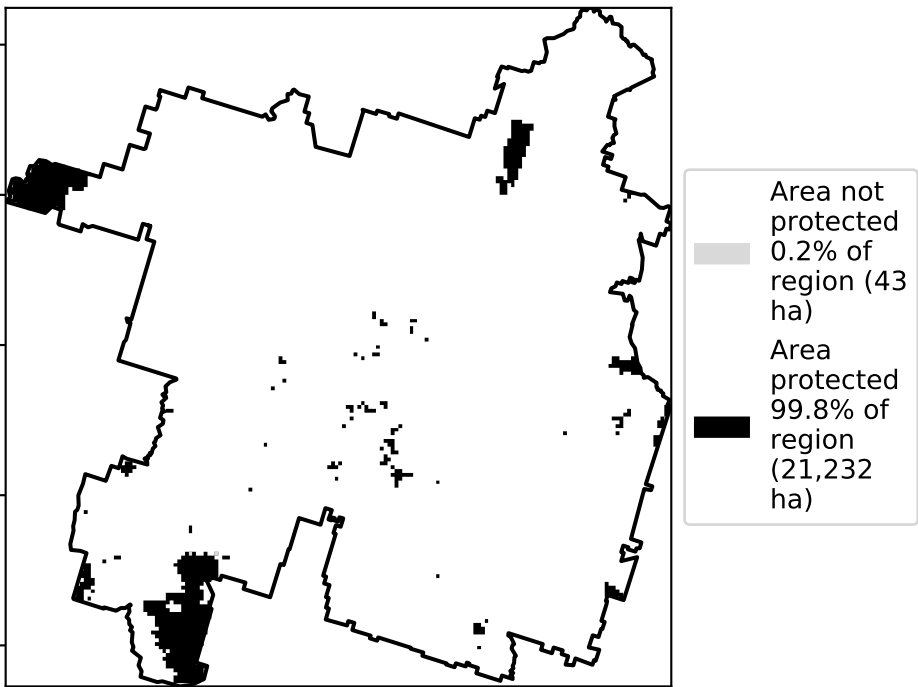 Area not
protected
0.2% of
region (43
ha)
Area
protected
99.8% of
region
(21,232
ha)